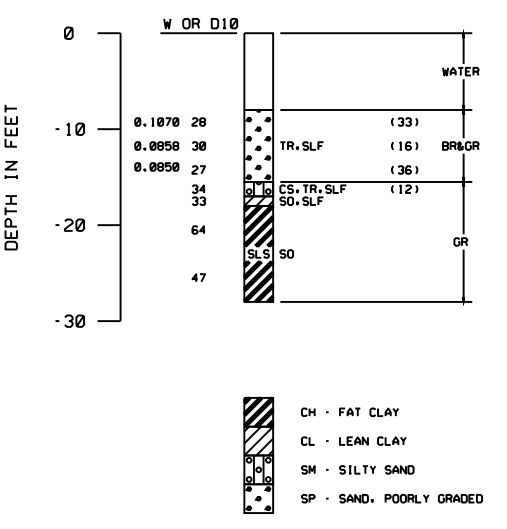 W OR D10
0
WATER
0.1070 28 (33)
-10
0.0858 30 TR.SLF (16) BR&GR
0.0850 27 (36)
34 CS.TR.SLF (12)
33 SO.SLF
-20
64
GR
SLS SO
47
-30
DEPTH IN FEET
CH - FAT CLAY
CL - LEAN CLAY
SM - SILTY SAND
SP - SAND, POORLY GRADED